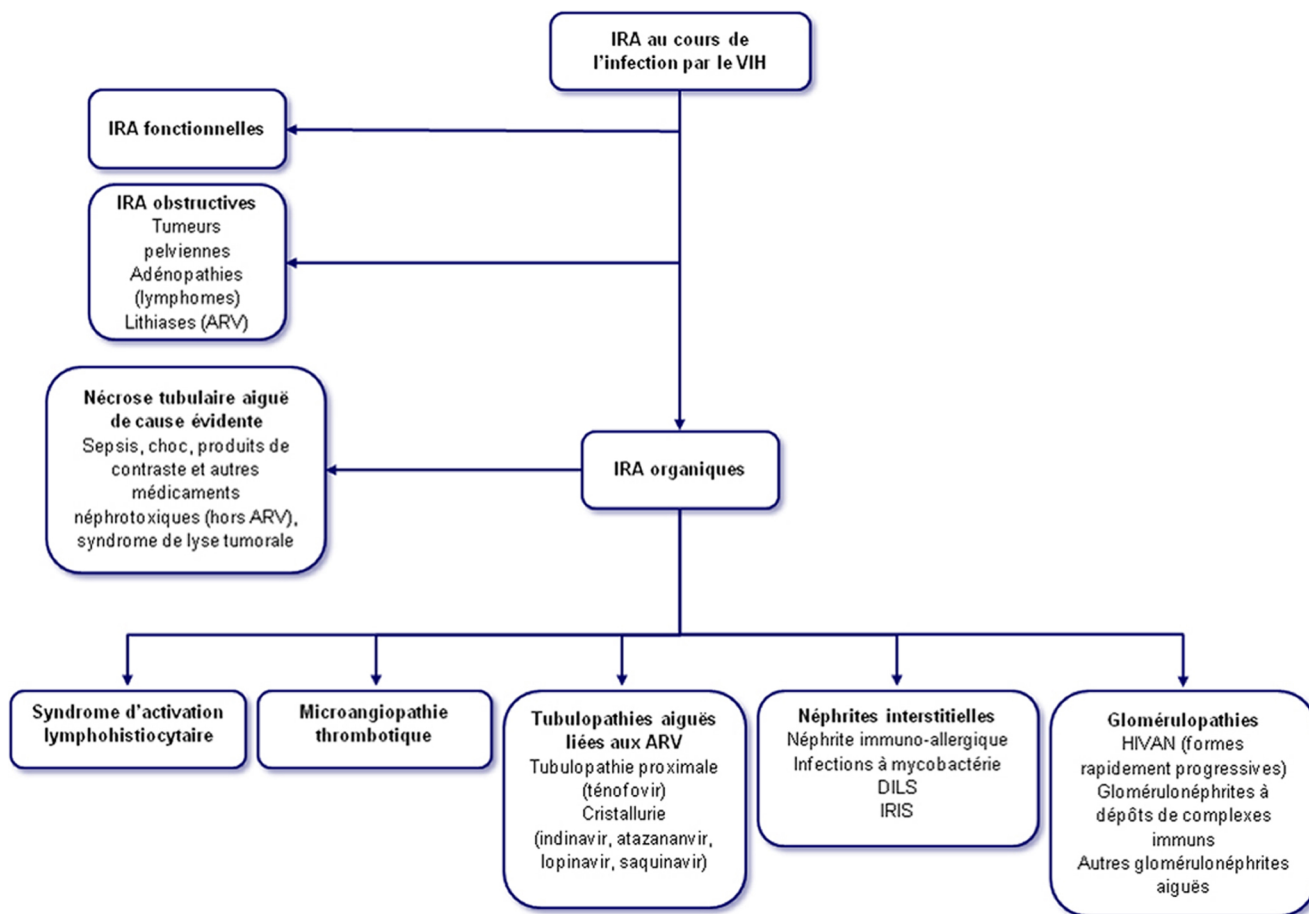 IRA au cours de
l'infection par le VIH
IRA fonctionnelles
IRA obstructives
Tumeurs
pelviennes
Adénopathies
(lymphomes)
Lithiases (ARV)
Nécrose tubulaire aiguë
de cause évidente
Sepsis, choc, produits de
contraste et autres
médicaments
néphrotoxiques (hors ARV),
syndrome de lyse tumorale
IRA organiques
Syndrome d'activation
lymphohistiocytaire
Microangiopathie
thrombotique
Tubulopathies aiguës
liées aux ARV
Tubulopathie proximale
(ténofovir)
Cristallurie
(indinavir, atazananvir,
lopinavir, saquinavir)
Néphrites interstitielles
Néphrite immuno-allergique
Infections à mycobactérie
DILS
IRIS
Glomérulopathies
HIVAN (formes
rapidement progressives)
Glomérulonéphrites à
dépôts de complexes
immuns
Autres glomérulonéphrites
aiguës